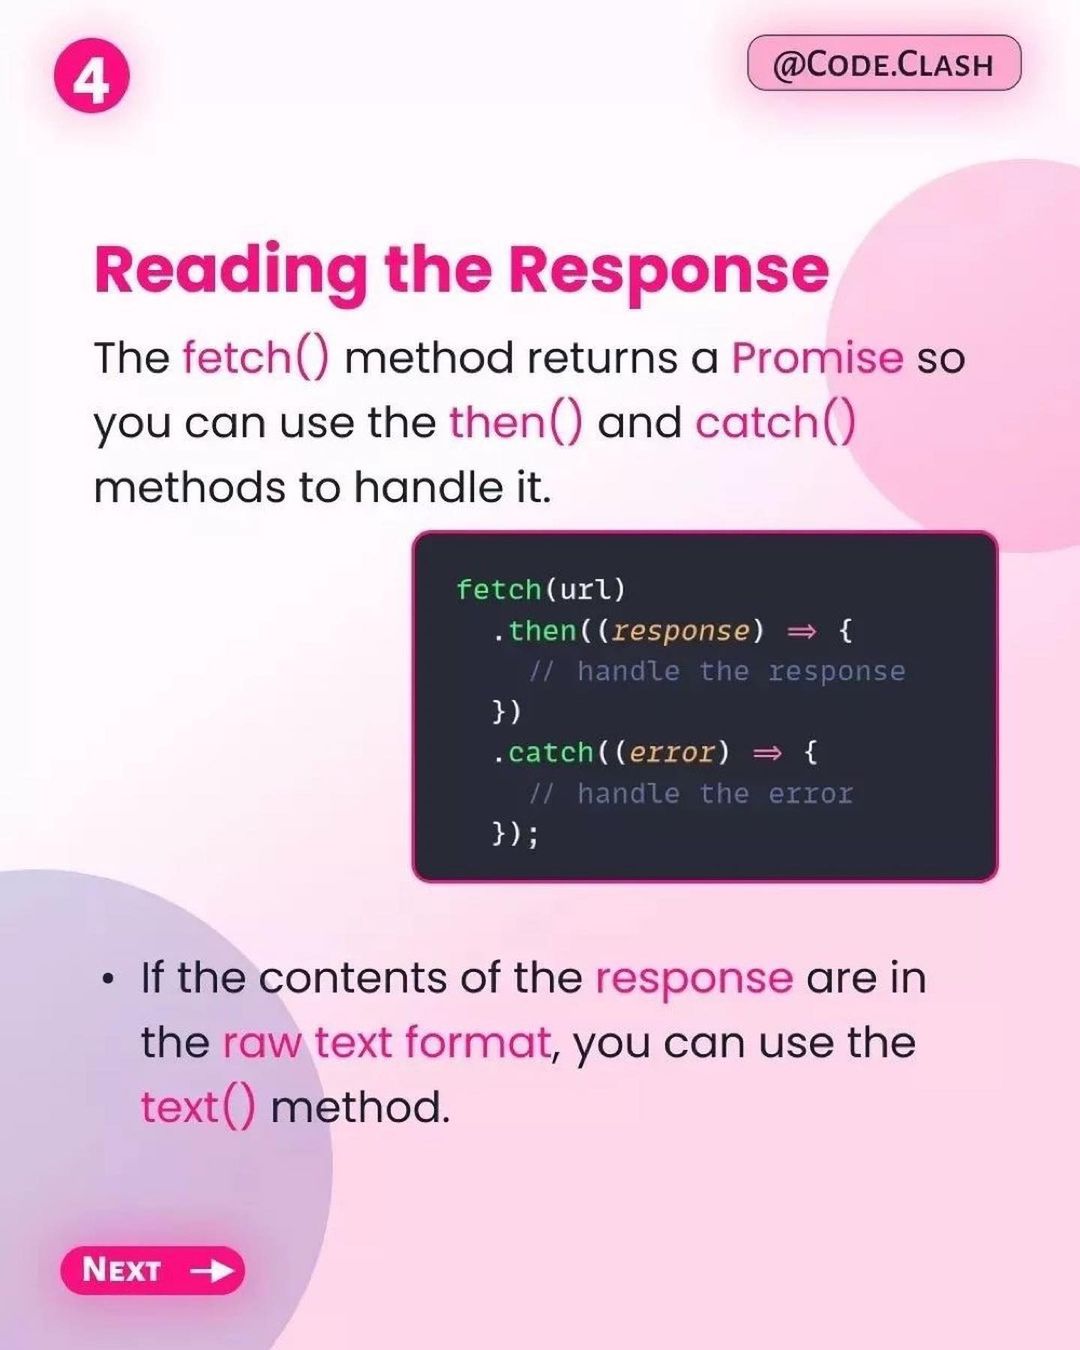 4
@Code.Clash
Reading the Response
The fetch() method returns a Promise so
you can use the then() and catch()
methods to handle it.
fetch(url)
  .then((response) => {
    // handle the response
  })
  .catch((error) => {
    // handle the error
  });
• If the contents of the response are in
the raw text format, you can use the
text() method.
Next →